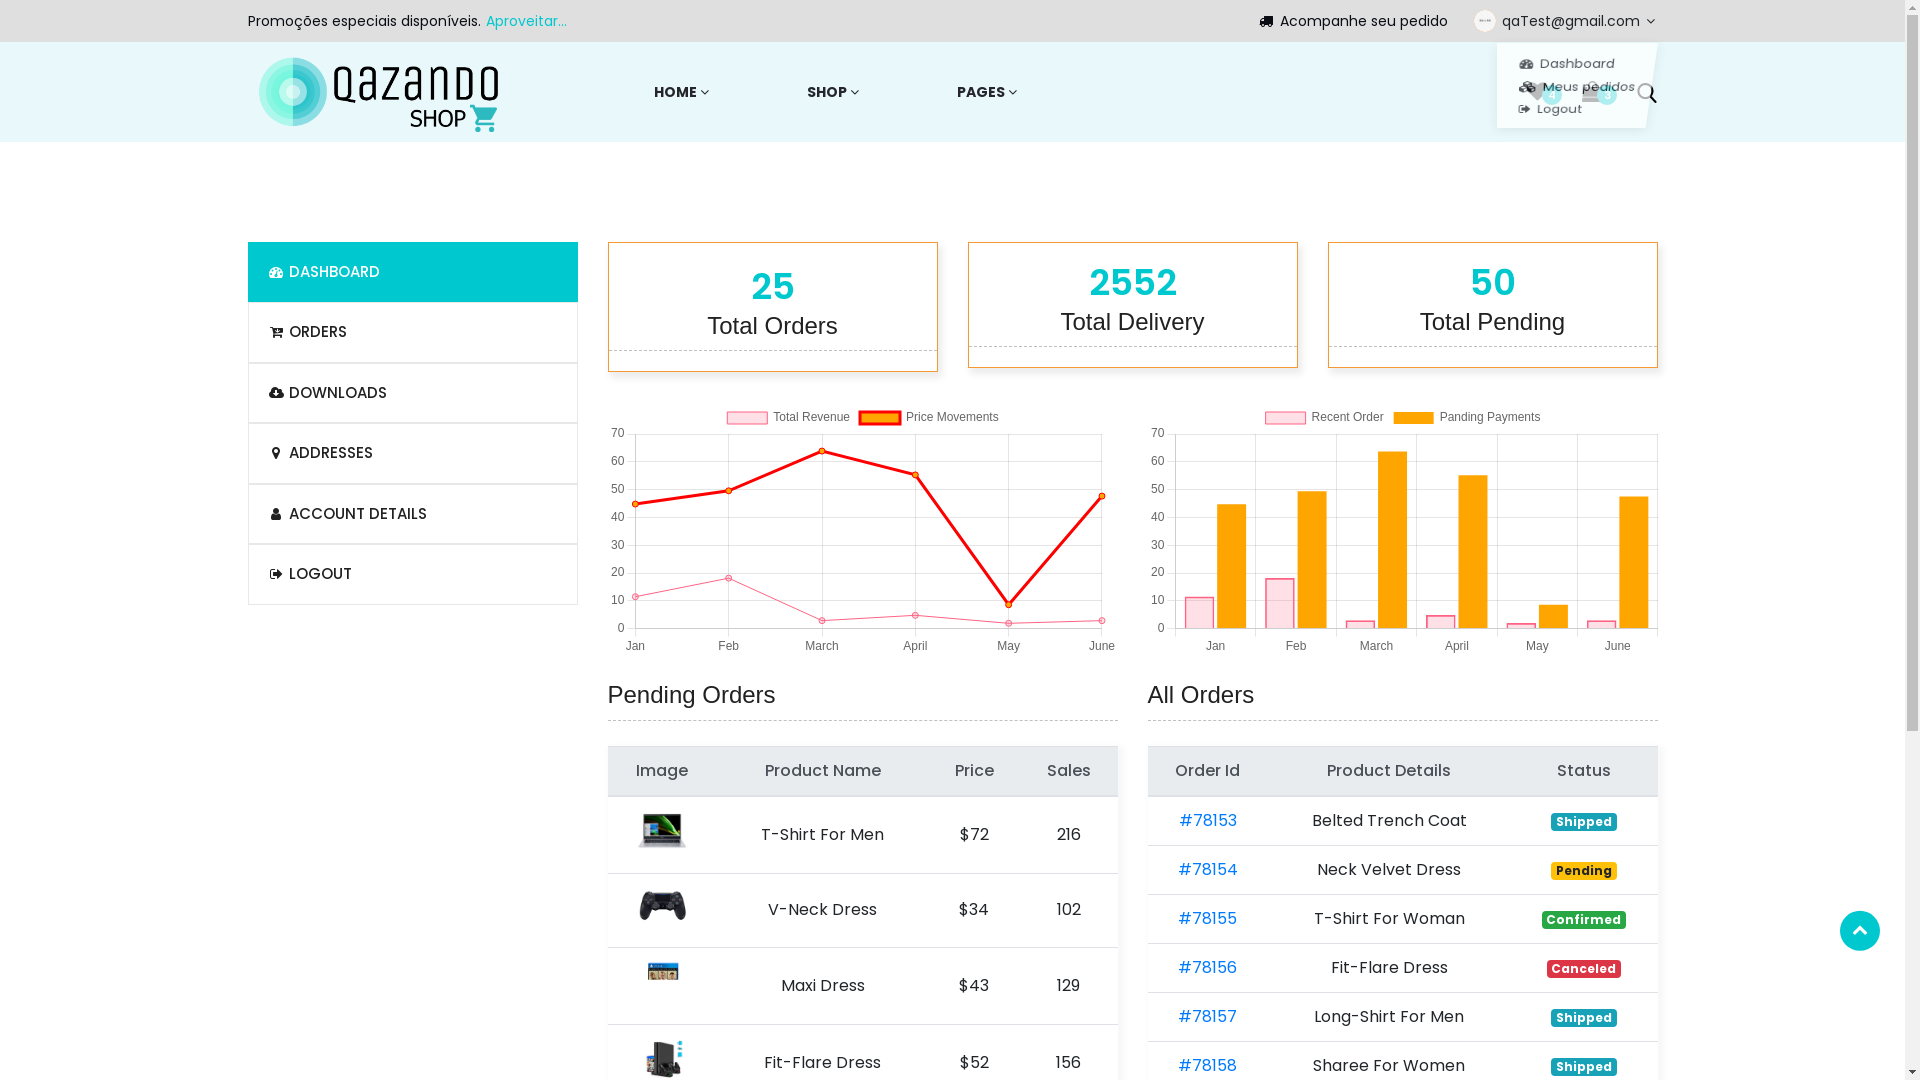 Promoções especiais disponíveis. Aproveitar...
Acompanhe seu pedido
qaTest@gmail.com
QAZANDO
SHOP
HOME
SHOP
PAGES
Dashboard
Meus pedidos
Logout
4
3
DASHBOARD
ORDERS
DOWNLOADS
ADDRESSES
ACCOUNT DETAILS
LOGOUT
25
Total Orders
2552
Total Delivery
50
Total Pending
Total Revenue Price Movements
70
60
50
40
30
20
10
0
Jan Feb March April May June
Recent Order Panding Payments
70
60
50
40
30
20
10
0
Jan Feb March April May June
Pending Orders
Image Product Name Price Sales
T-Shirt For Men $72 216
V-Neck Dress $34 102
Maxi Dress $43 129
Fit-Flare Dress $52 156
All Orders
Order Id Product Details Status
#78153 Belted Trench Coat Shipped
#78154 Neck Velvet Dress Pending
#78155 T-Shirt For Woman Confirmed
#78156 Fit-Flare Dress Canceled
#78157 Long-Shirt For Men Shipped
#78158 Sharee For Women Shipped